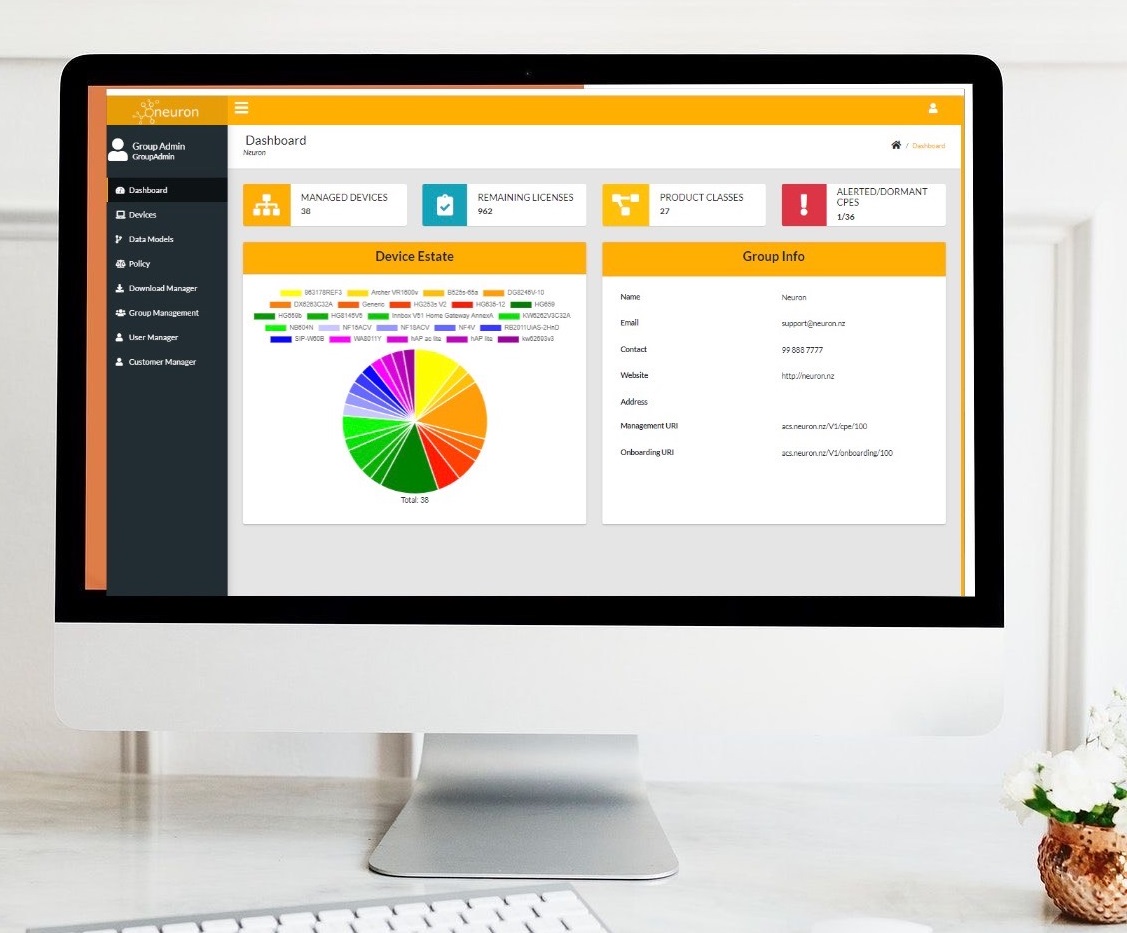 neuron
Group Admin
GroupAdmin
Dashboard
Devices
Data Models
Policy
Download Manager
Group Management
User Manager
Customer Manager
Dashboard
Neuron
/ Dashboard
MANAGED DEVICES
38
REMAINING LICENSES
962
PRODUCT CLASSES
27
ALERTED/DORMANT
CPES
1/36
Device Estate
963178REF3 Archer VR1600v B525s-65a DG8245V-10
Generic HG253s V2 HG635-12 HG659
HG659b HG8145V5 Innbox V51 Home Gateway AnnexA KW6262V3C32A
NB604N NF15ACV NF18ACV NF4V RB2011UiAS-2HnD
SIP-W60B WA8011Y hAP ac lite hAP lite kw62693v3
Total: 38
Group Info
Name Neuron
Email support@neuron.nz
Contact 99 888 7777
Website http://neuron.nz
Address
Management URI acs.neuron.nz/V1/cpe/100
Onboarding URI acs.neuron.nz/V1/onboarding/100